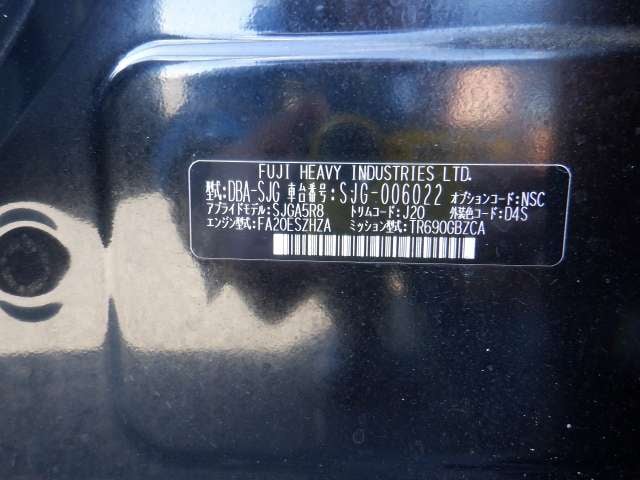 FUJI HEAVY INDUSTRIES LTD.
型式:DBA-SJG 車台番号:SJG-006022 オプションコード:NSC
アプライドモデル:SJGA5R8 トリムコード:J20 外装色コード:D4S
エンジン型式:FA20ESZHZA ミッション型式:TR690GBZCA